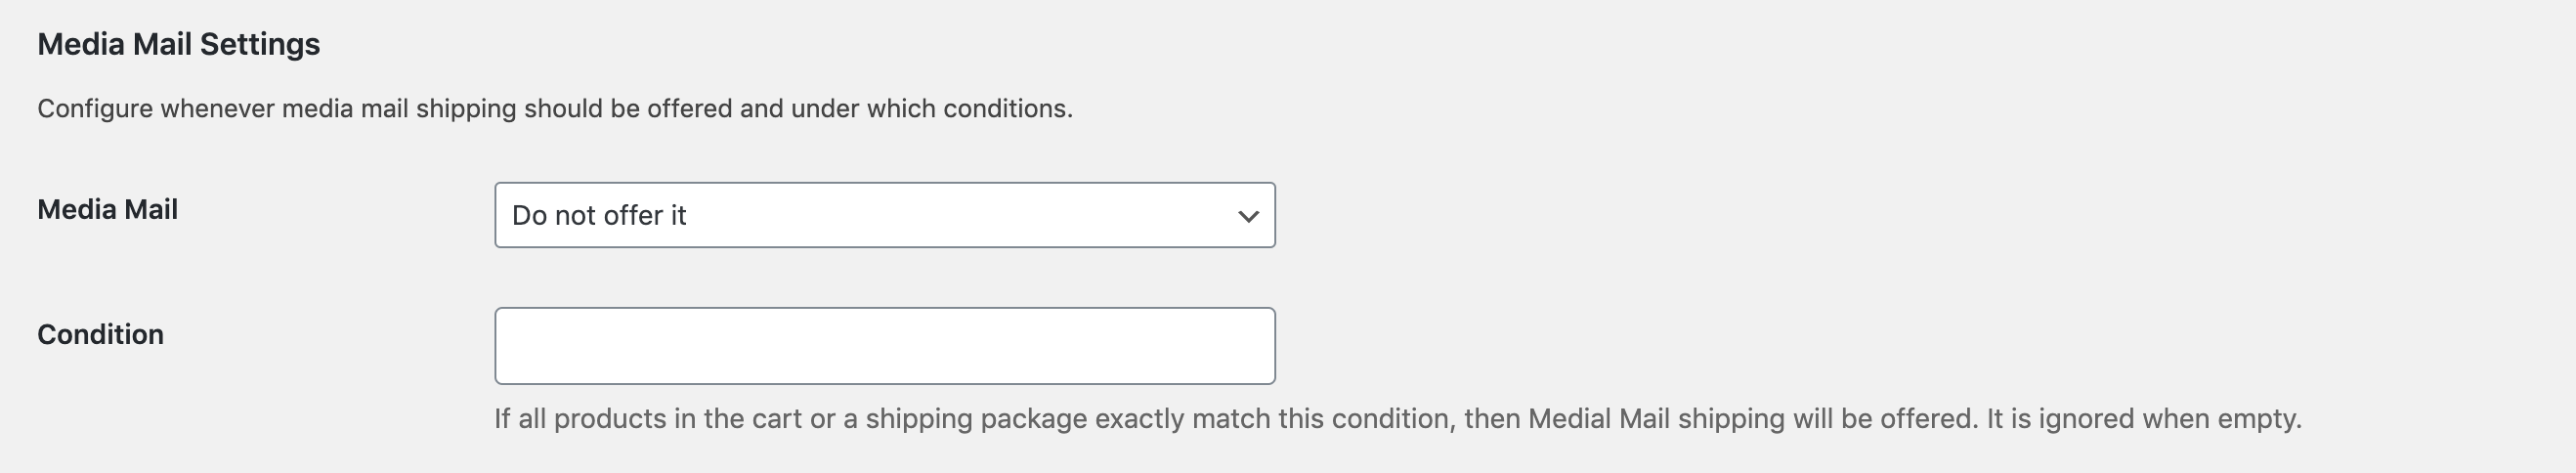 Media Mail Settings
Configure whenever media mail shipping should be offered and under which conditions.
Media Mail
Do not offer it
Condition
If all products in the cart or a shipping package exactly match this condition, then Medial Mail shipping will be offered. It is ignored when empty.